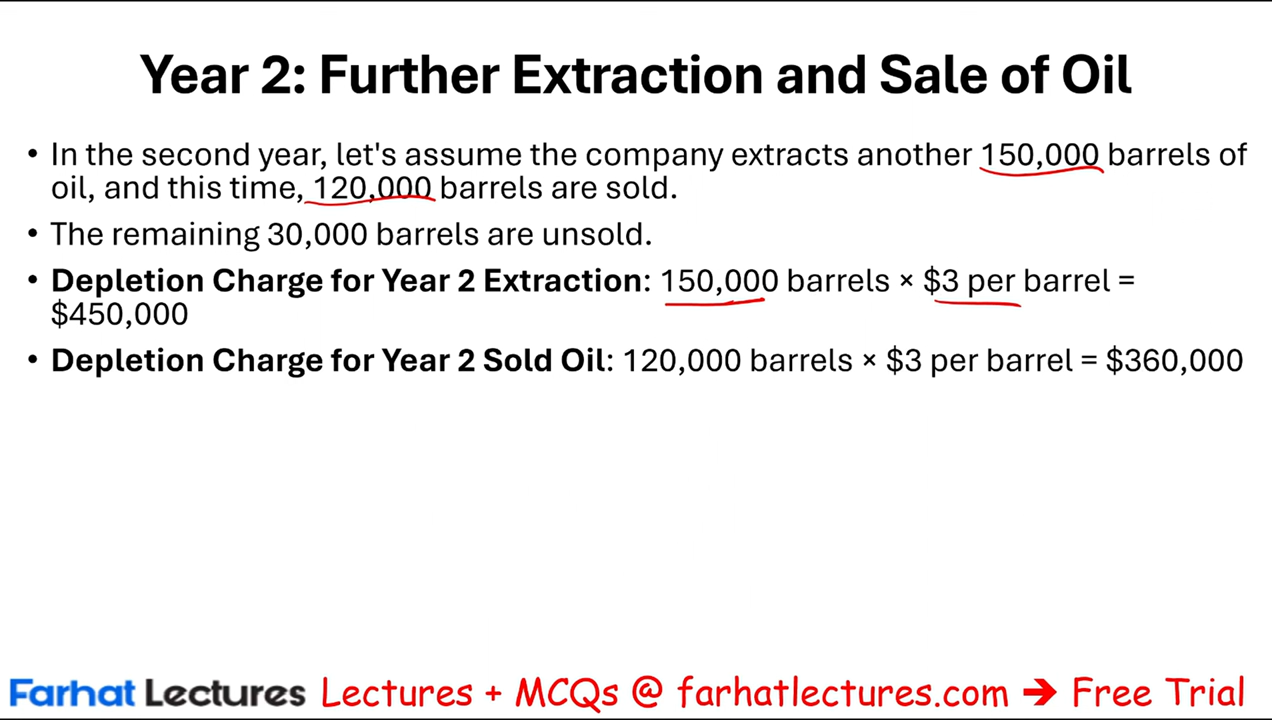 Year 2: Further Extraction and Sale of Oil
• In the second year, let's assume the company extracts another 150,000 barrels of
oil, and this time, 120,000 barrels are sold.
• The remaining 30,000 barrels are unsold.
• Depletion Charge for Year 2 Extraction: 150,000 barrels × $3 per barrel =
$450,000
• Depletion Charge for Year 2 Sold Oil: 120,000 barrels × $3 per barrel = $360,000
Farhat Lectures Lectures + MCQs @ farhatlectures.com ➔ Free Trial